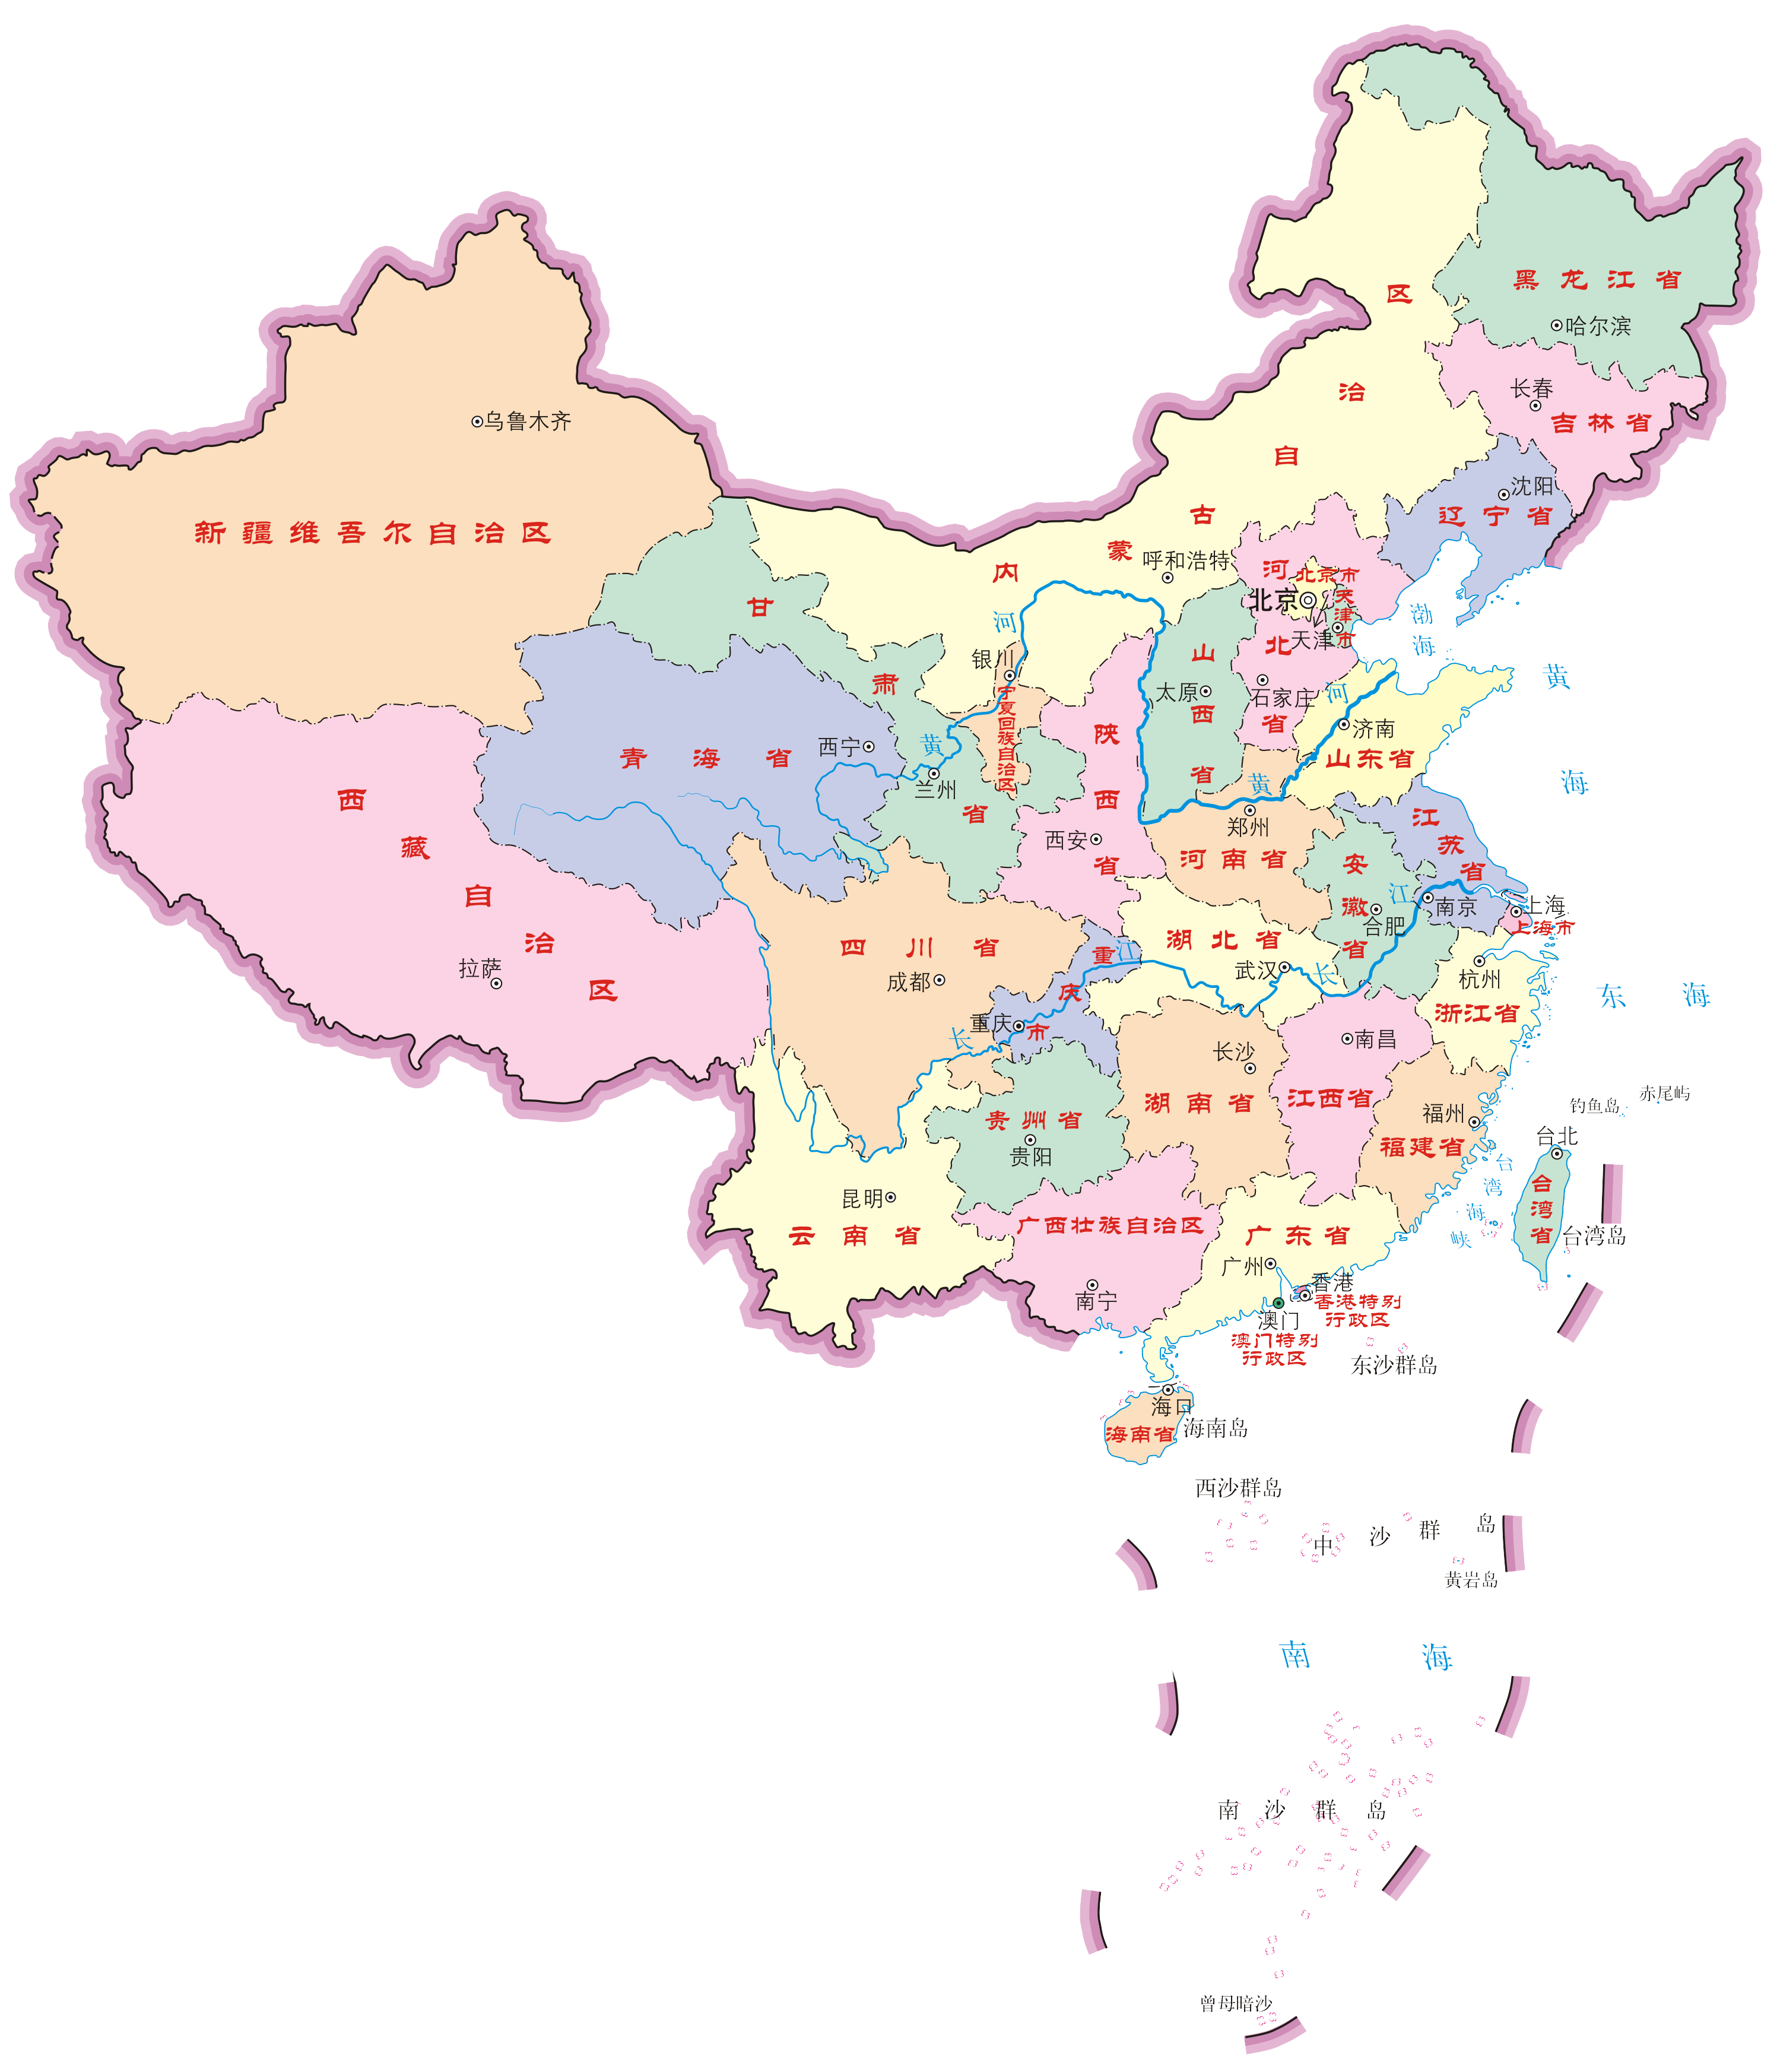 黑龙江省
哈尔滨
长春
吉林省
沈阳
辽宁省
内蒙古自治区
呼和浩特
乌鲁木齐
新疆维吾尔自治区
甘肃省
兰州
青海省
西宁
银川
宁夏回族自治区
河
黄
西藏自治区
拉萨
河北省
石家庄
北京市
北京
天津市
天津
渤海
山西省
太原
陕西省
西安
河
黄
济南
山东省
黄海
郑州
河南省
江苏省
南京
安徽省
合肥
江
上海
上海市
四川省
成都
重庆市
重庆
江
长
湖北省
武汉
长
杭州
浙江省
东海
南昌
江西省
长沙
湖南省
贵州省
贵阳
福州
福建省
钓鱼岛
赤尾屿
台北
台湾省
台湾岛
台湾海峡
昆明
云南省
广西壮族自治区
南宁
广东省
广州
香港
香港特别
行政区
澳门
澳门特别
行政区
东沙群岛
海口
海南省
海南岛
西沙群岛
中沙群岛
黄岩岛
南海
南沙群岛
曾母暗沙